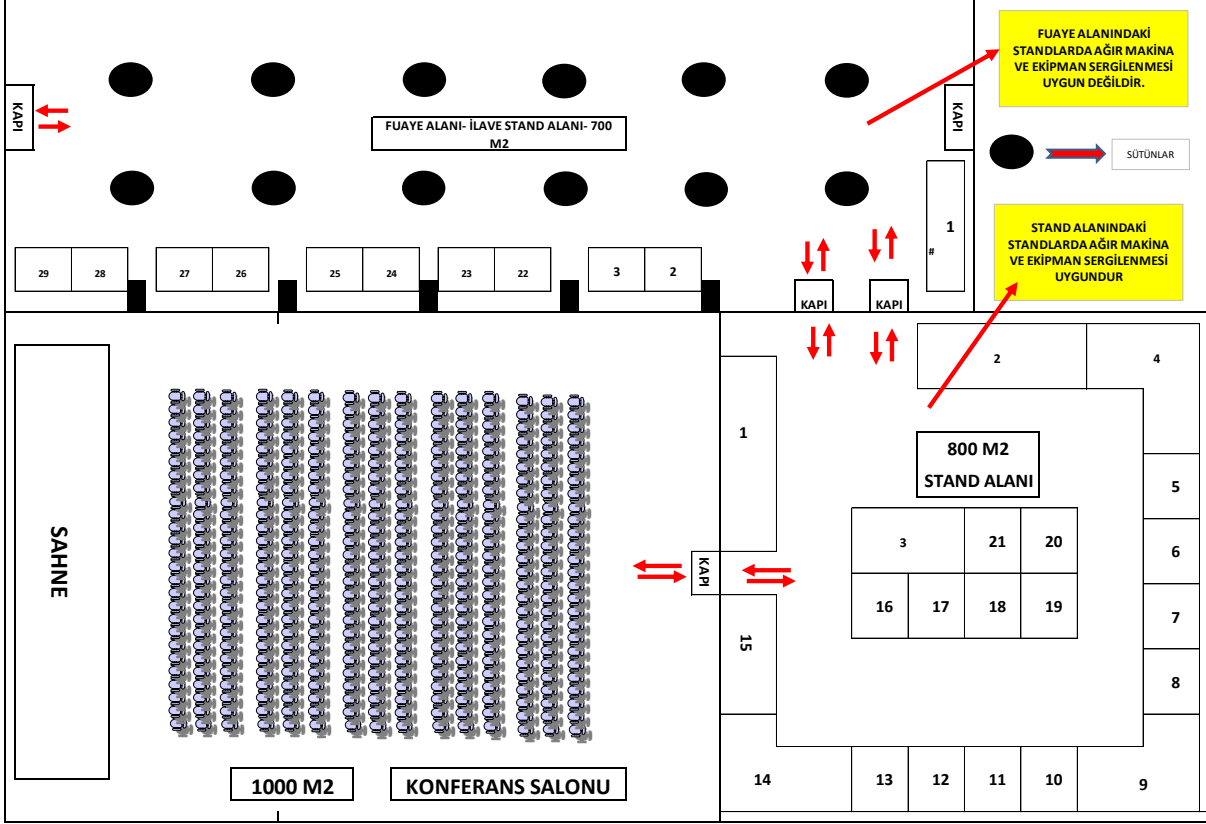 FUAYE ALANINDAKİ
STANDLARDA AĞIR MAKİNA
VE EKİPMAN SERGİLENMESİ
UYGUN DEĞİLDİR.
KAPI
FUAYE ALANI- İLAVE STAND ALANI- 700
M2
KAPI
SÜTÜNLAR
1
#
STAND ALANINDAKİ
STANDLARDA AĞIR MAKİNA
VE EKİPMAN SERGİLENMESİ
UYGUNDUR
29 28 27 26 25 24 23 22 3 2
KAPI KAPI
2 4
1
800 M2
STAND ALANI
5
SAHNE
3 21 20
6
KAPI
16 17 18 19
7
15
8
14 13 12 11 10 9
1000 M2 KONFERANS SALONU